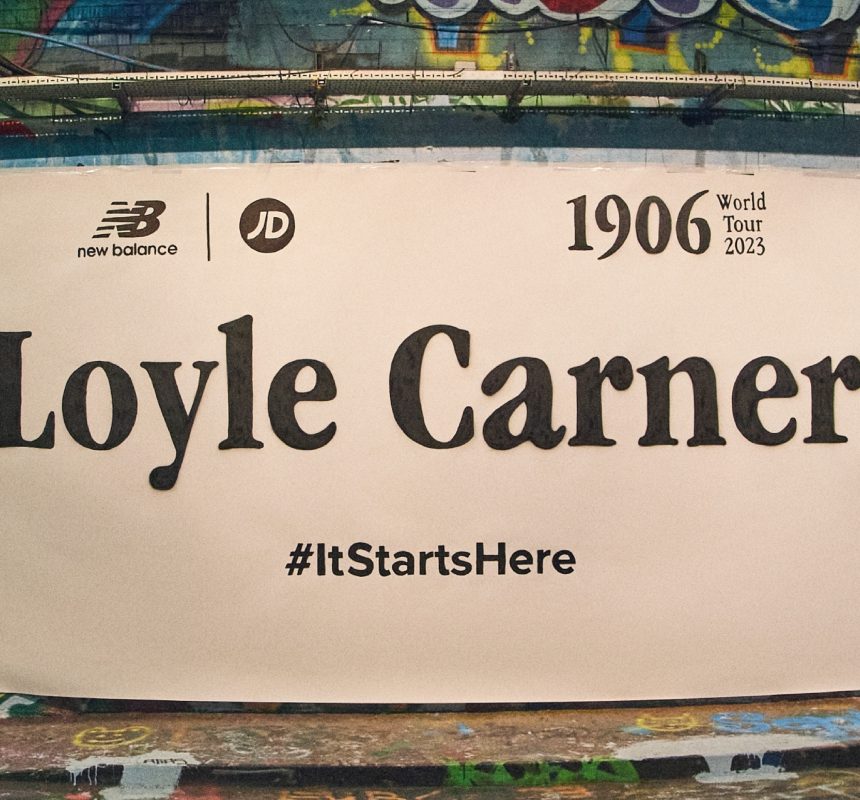 new balance
JD
1906
World
Tour
2023
Loyle Carner
#ItStartsHere